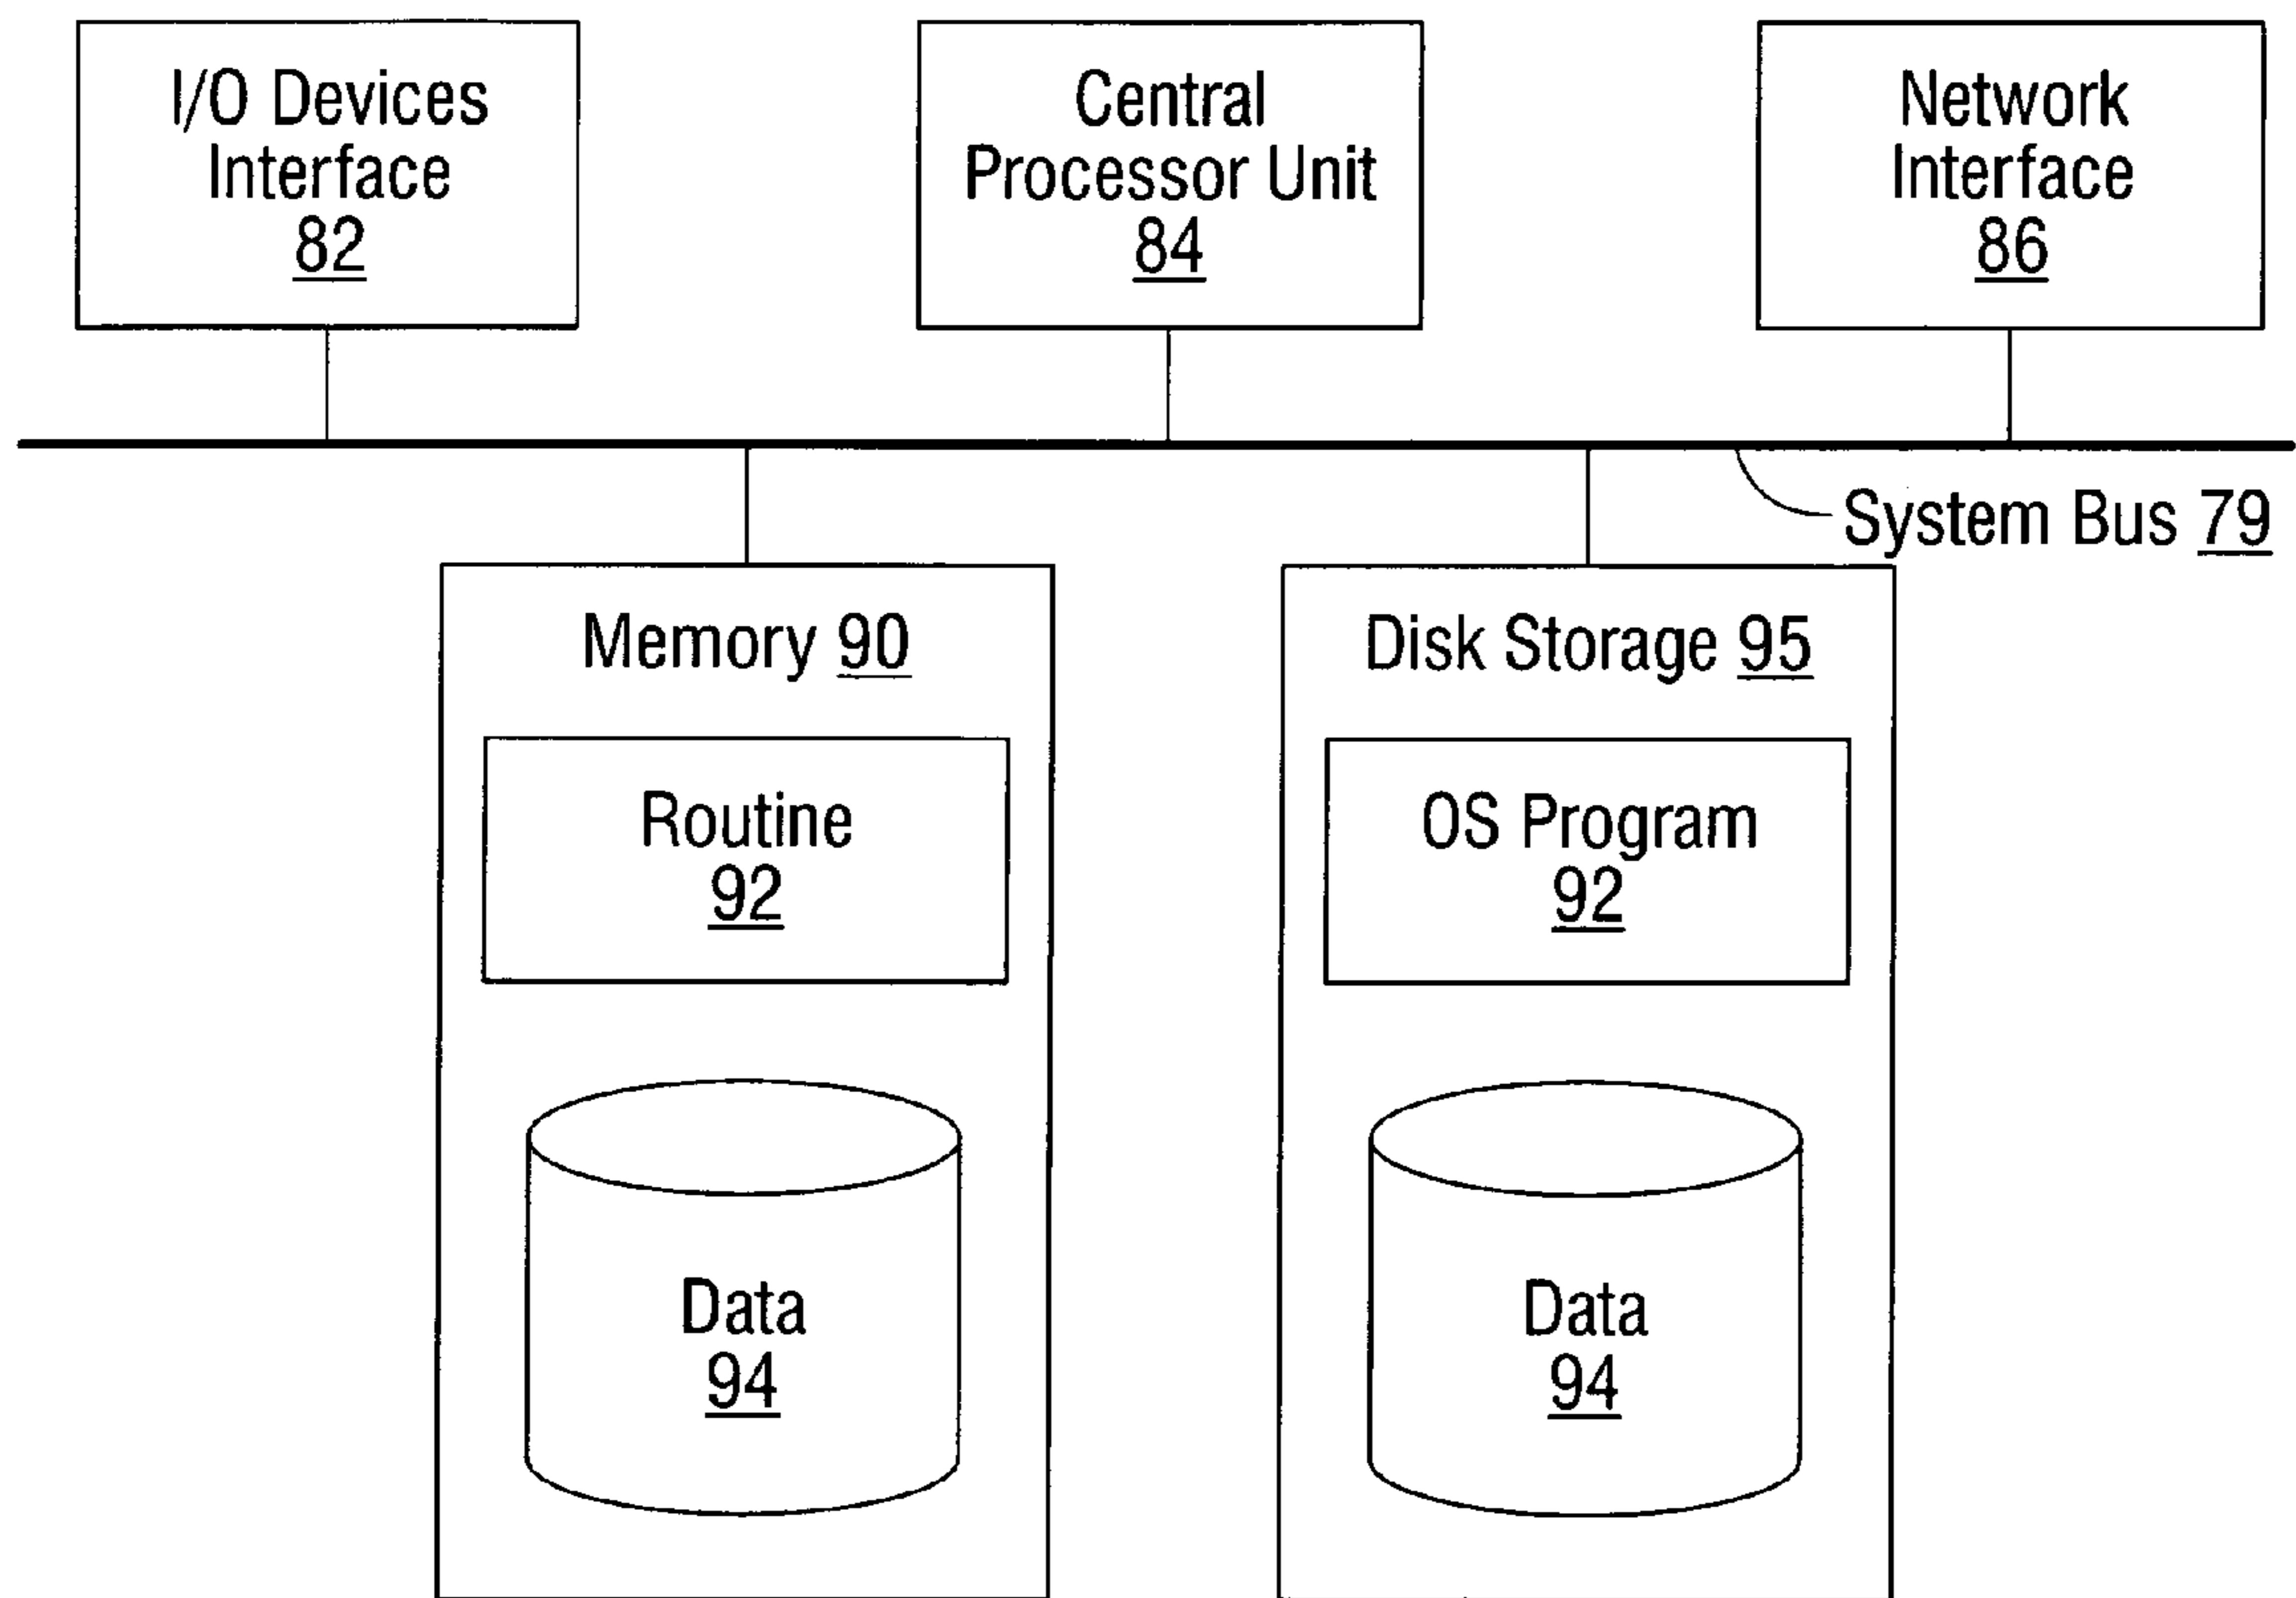 I/O Devices
Interface
82
Central
Processor Unit
84
Network
Interface
86
System Bus 79
Memory 90
Routine
92
Data
94
Disk Storage 95
OS Program
92
Data
94